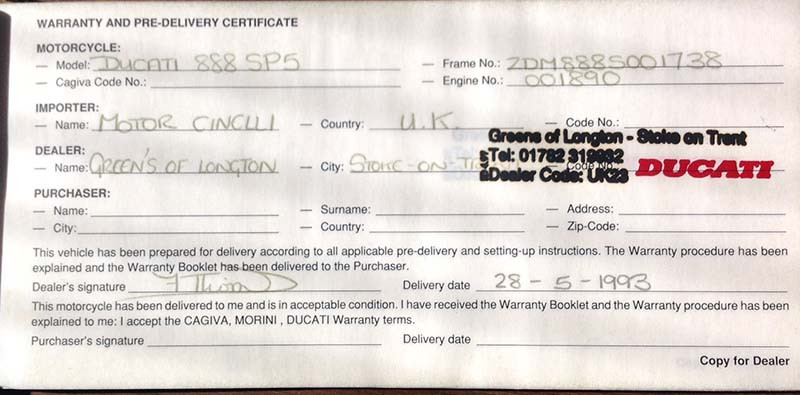 WARRANTY AND PRE-DELIVERY CERTIFICATE
MOTORCYCLE:
— Model: DUCATI 888 SP5 — Frame No.: ZDM888S001738
— Cagiva Code No.: — Engine No.: 001890
IMPORTER:
— Name: MOTOR CINCLLI — Country: U.K — Code No.:
Greens of Longton - Stoke on Trent
DEALER:
Tel: 01782 319992
— Name: GREEN'S OF LONGTON — City: STOKE-ON-T Code No. DUCATI
Dealer Code: UK23
PURCHASER:
— Name: — Surname: — Address:
— City: — Country: — Zip-Code:
This vehicle has been prepared for delivery according to all applicable pre-delivery and setting-up instructions. The Warranty procedure has been
explained and the Warranty Booklet has been delivered to the Purchaser.
Dealer's signature Delivery date 28-5-1993
This motorcycle has been delivered to me and is in acceptable condition. I have received the Warranty Booklet and the Warranty procedure has been
explained to me: I accept the CAGIVA, MORINI , DUCATI Warranty terms.
Purchaser's signature Delivery date
Copy for Dealer